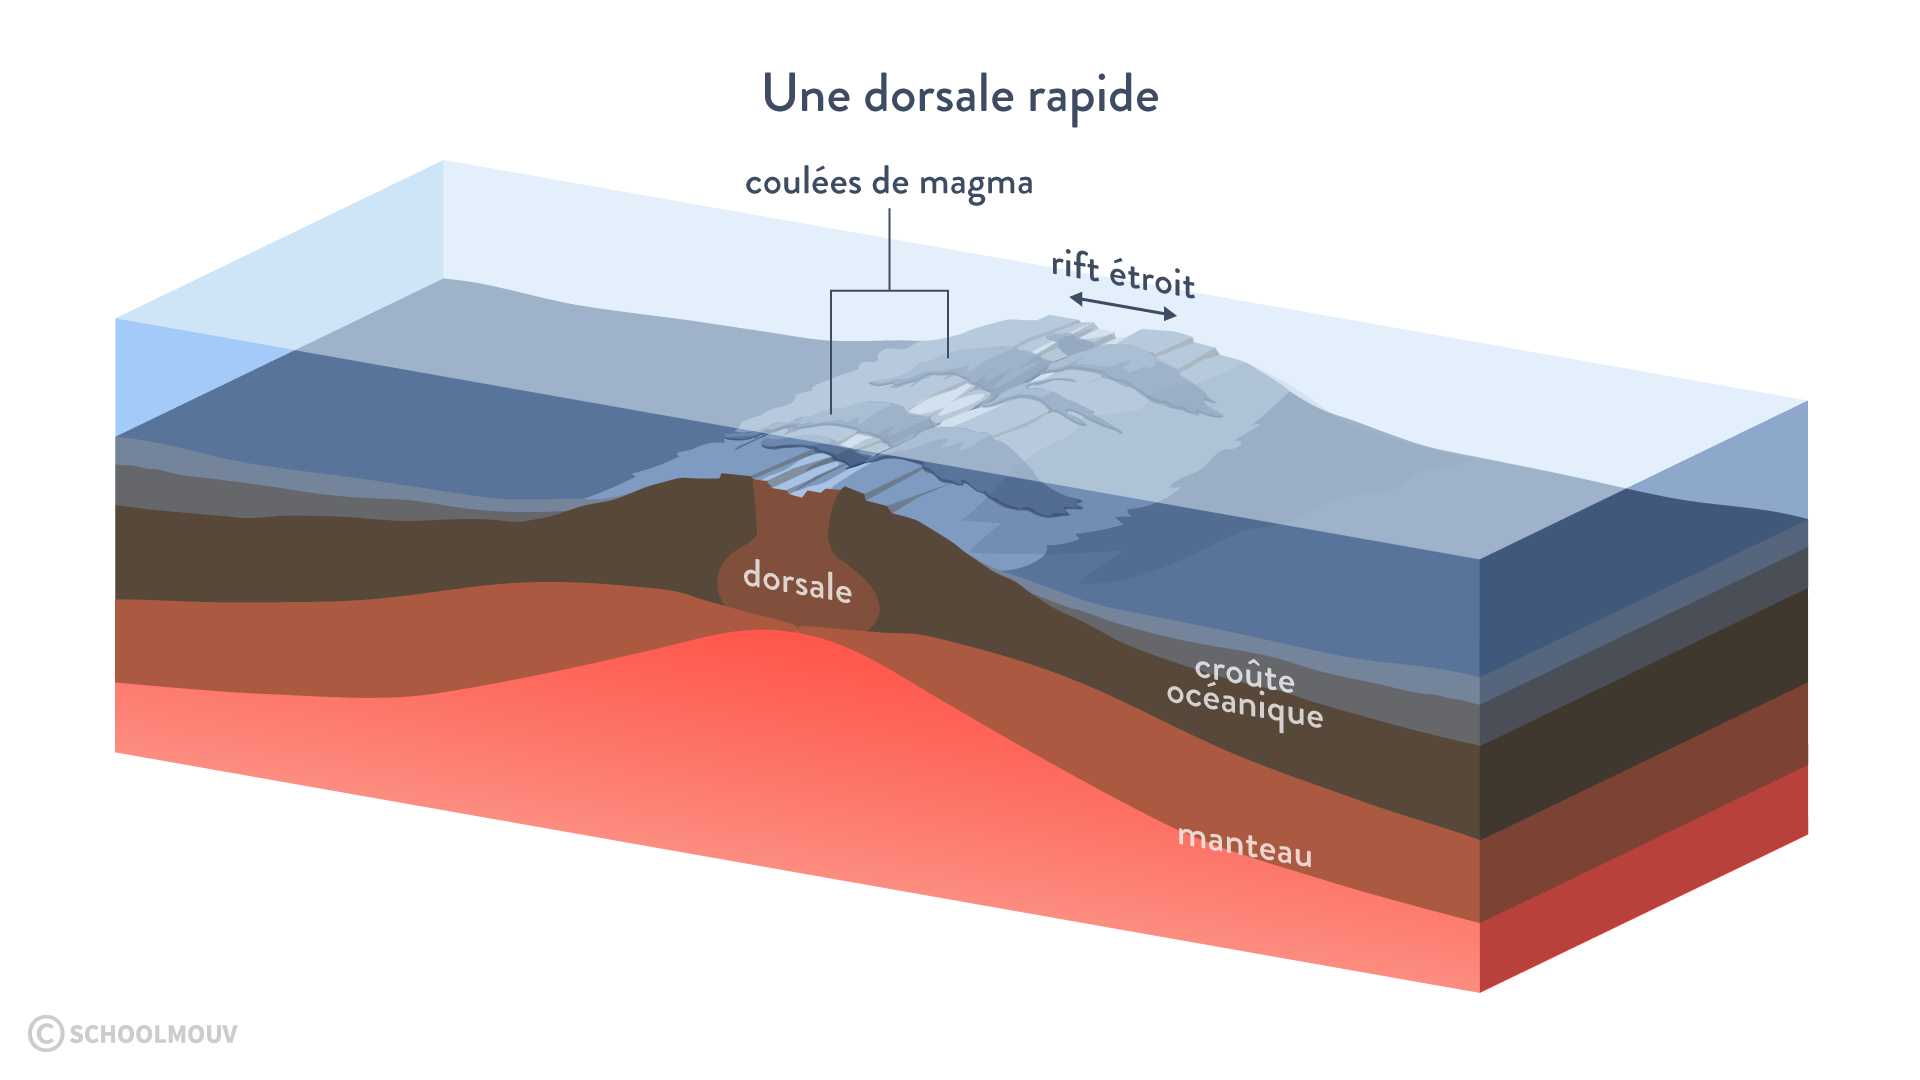 Une dorsale rapide
coulées de magma
rift étroit
dorsale
croûte
océanique
manteau
© SCHOOLMOUV